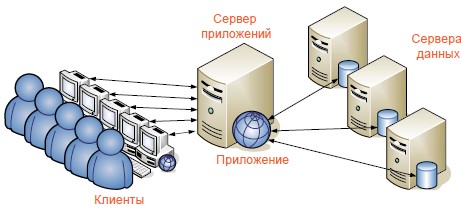 Сервер
приложений
Сервера
данных
Приложение
Клиенты